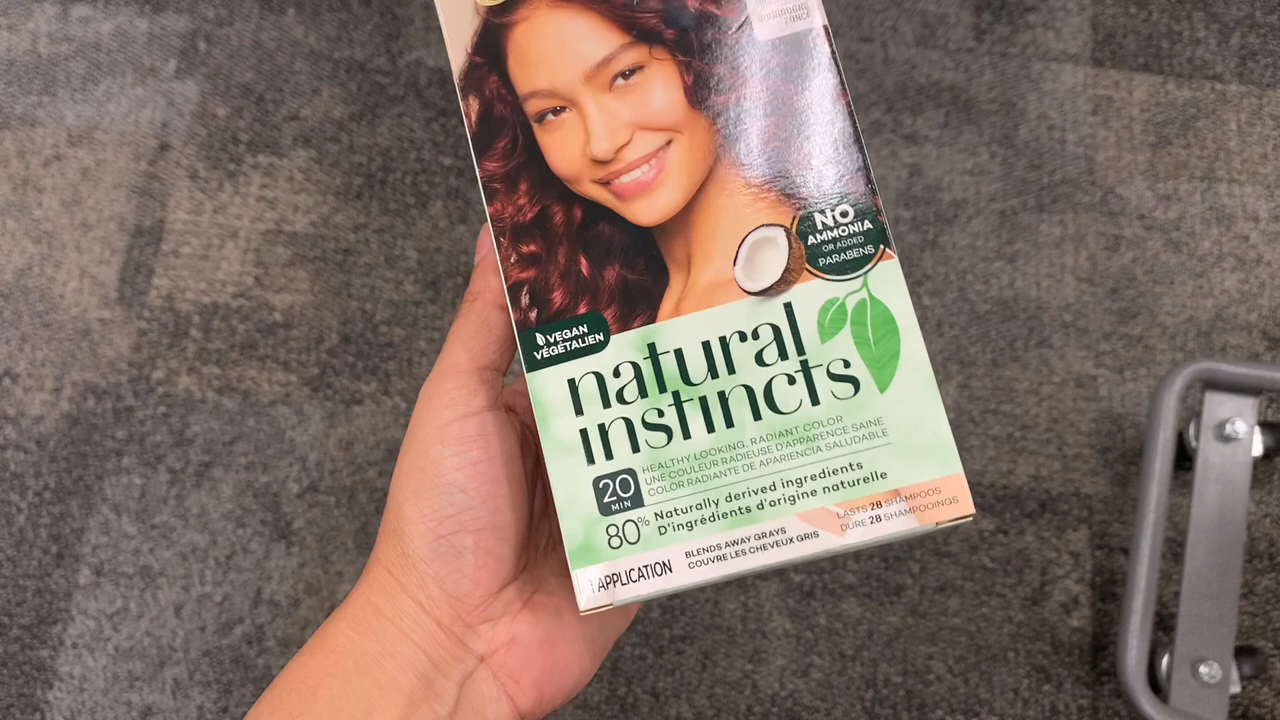 FONCÉ
NO
AMMONIA
OR ADDED
PARABENS
VEGAN
VÉGÉTALIEN
natural
instincts
HEALTHY LOOKING, RADIANT COLOR
UNE COULEUR RADIEUSE D'APPARENCE SAINE
COLOR RADIANTE DE APARIENCIA SALUDABLE
20
MIN
80% Naturally derived ingredients
D'ingrédients d'origine naturelle
LASTS 28 SHAMPOOS
DURE 28 SHAMPOOINGS
1 APPLICATION
BLENDS AWAY GRAYS
COUVRE LES CHEVEUX GRIS